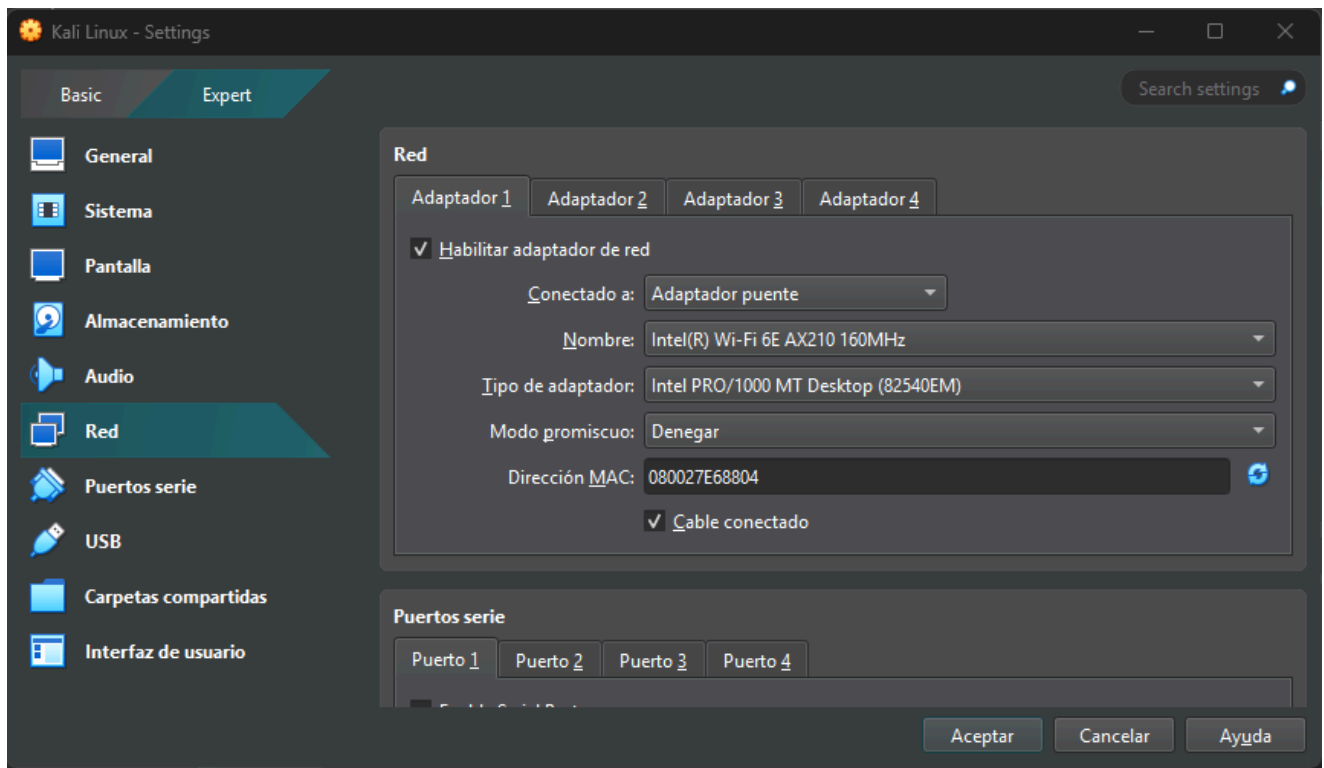 Kali Linux - Settings
Basic
Expert
Search settings
General
Sistema
Pantalla
Almacenamiento
Audio
Red
Puertos serie
USB
Carpetas compartidas
Interfaz de usuario
Red
Adaptador 1
Adaptador 2
Adaptador 3
Adaptador 4
Habilitar adaptador de red
Conectado a: Adaptador puente
Nombre: Intel(R) Wi-Fi 6E AX210 160MHz
Tipo de adaptador: Intel PRO/1000 MT Desktop (82540EM)
Modo promiscuo: Denegar
Dirección MAC: 080027E68804
Cable conectado
Puertos serie
Puerto 1
Puerto 2
Puerto 3
Puerto 4
Aceptar
Cancelar
Ayuda